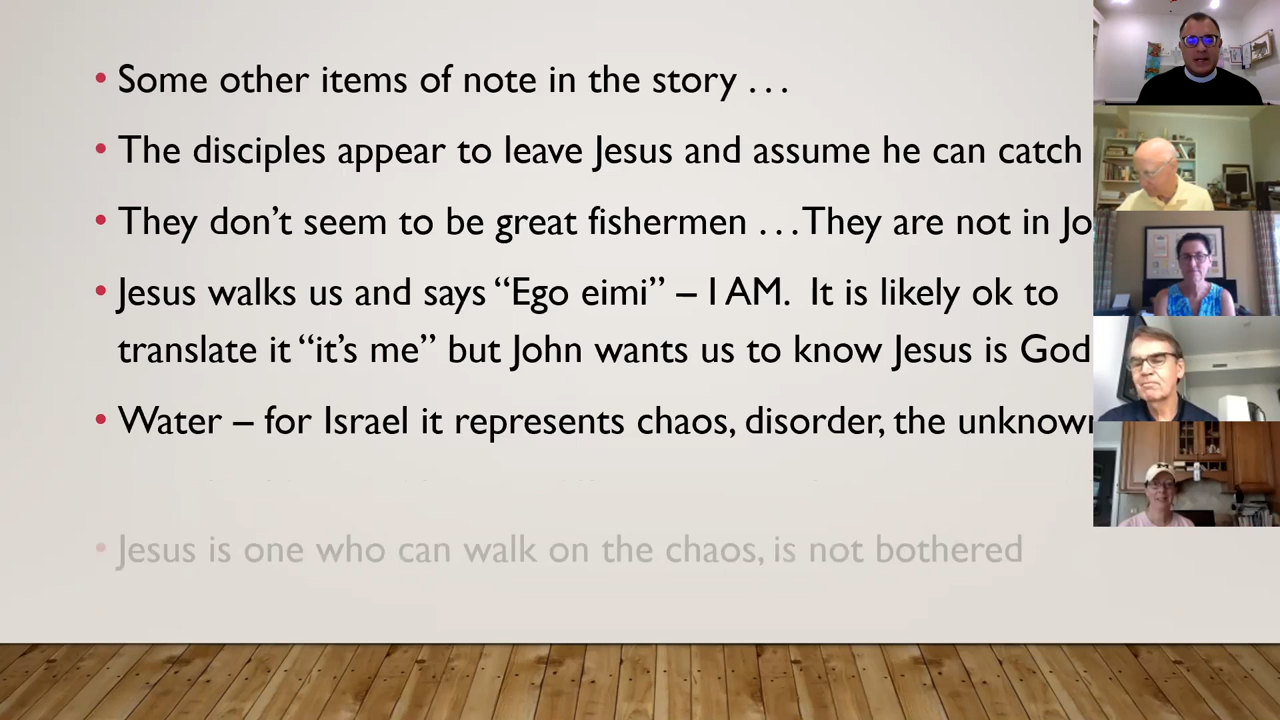 • Some other items of note in the story …
• The disciples appear to leave Jesus and assume he can catch
• They don’t seem to be great fishermen …They are not in
• Jesus walks us and says “Ego eimi” – I AM. It is likely ok to
translate it “it’s me” but John wants us to know Jesus is God
• Water – for Israel it represents chaos, disorder, the unknown
• Jesus is one who can walk on the chaos, is not bothered